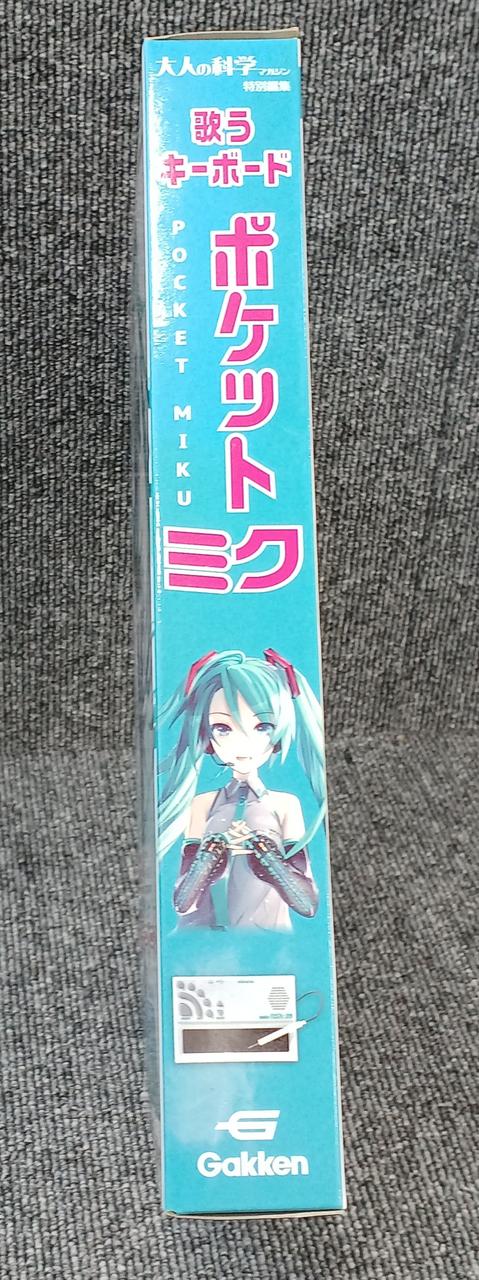 大人の科学マガジン
特別編集
歌う
キーボード
POCKET MIKU
ポケット
ミク
Gakken